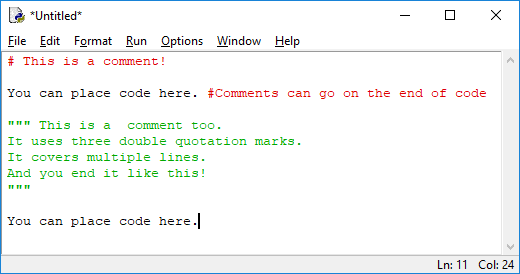 *Untitled*
File Edit Format Run Options Window Help
# This is a comment!
You can place code here. #Comments can go on the end of code
""" This is a  comment too.
It uses three double quotation marks.
It covers multiple lines.
And you end it like this!
"""
You can place code here.
Ln: 11 Col: 24